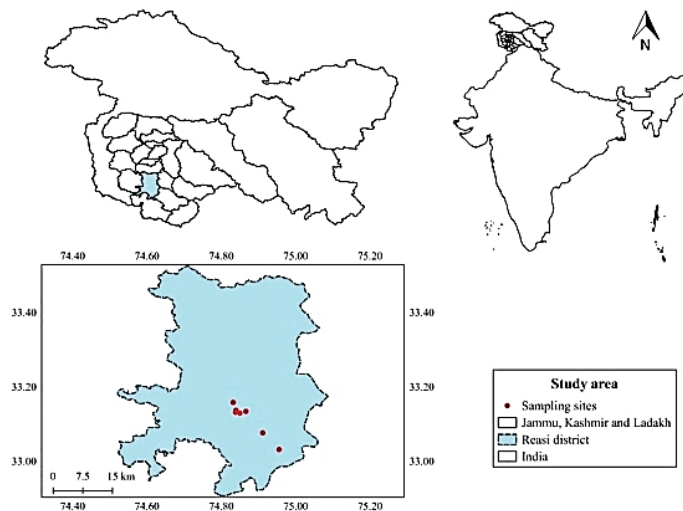 N
74.40 74.60 74.80 75.00 75.20
33.40 33.40
33.20 33.20
33.00 33.00
0 7.5 15 km
74.40 74.60 74.80 75.00 75.20
Study area
Sampling sites
Jammu, Kashmir and Ladakh
Reasi district
India